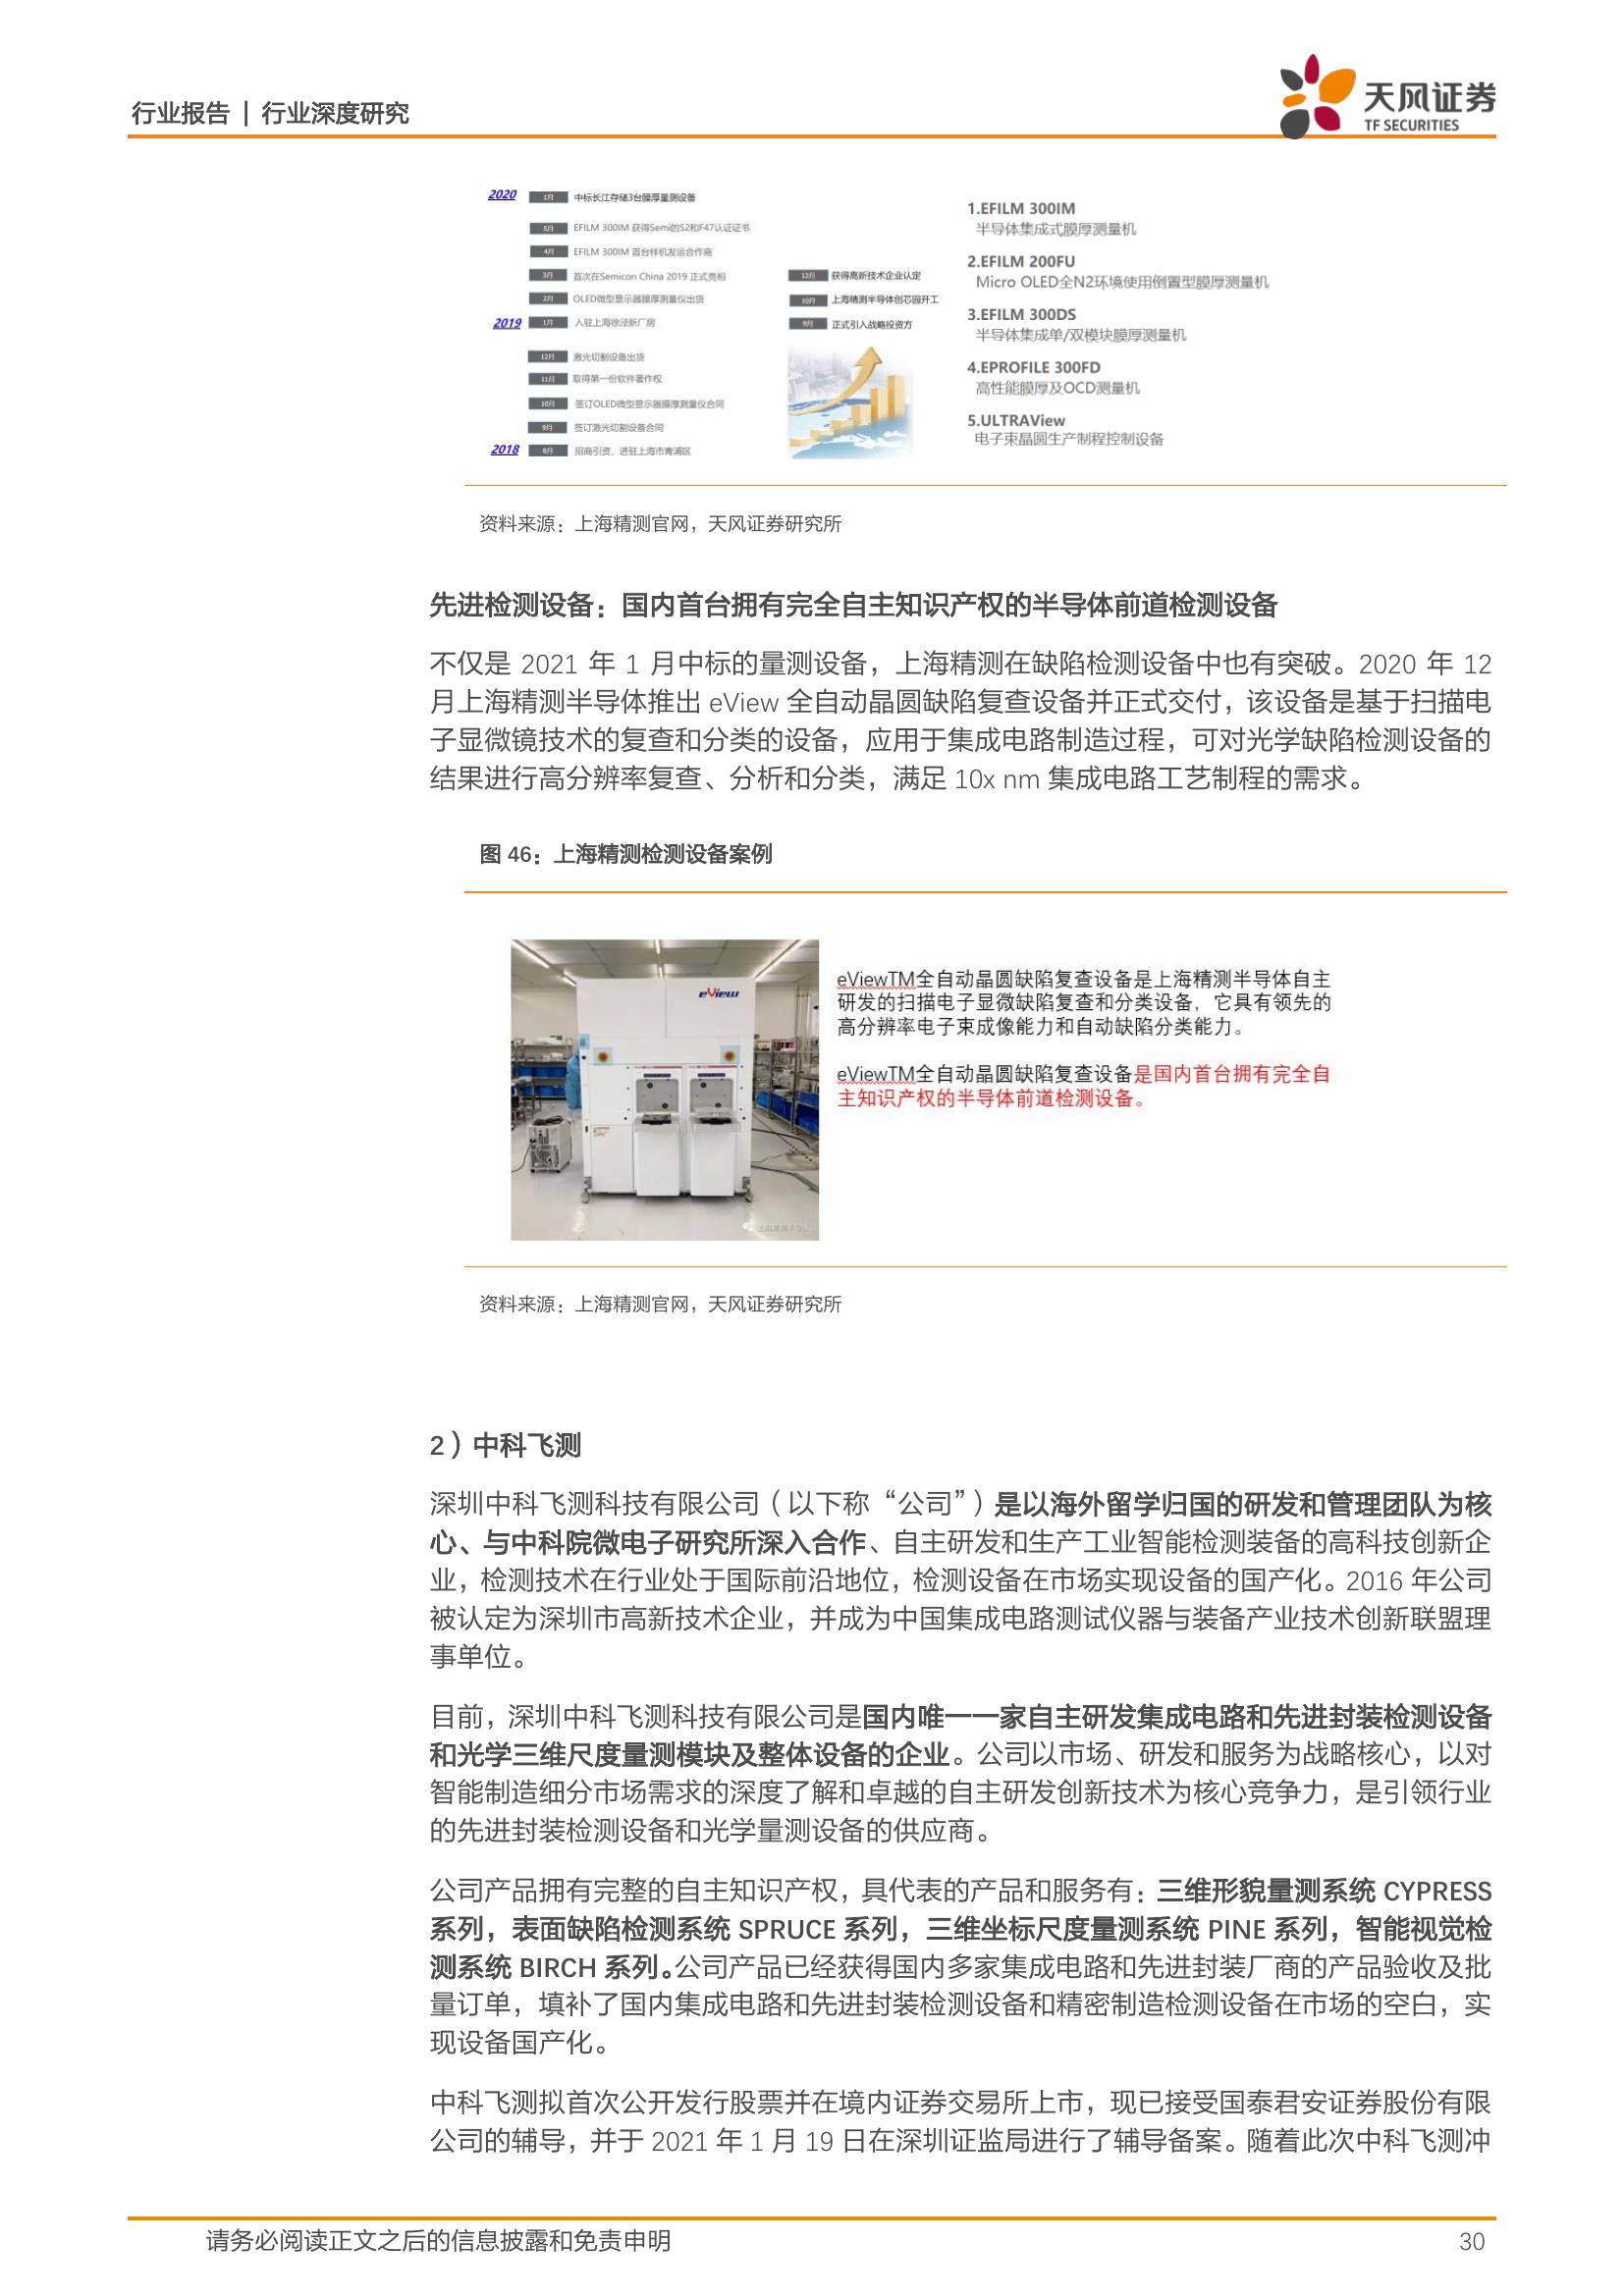 行业报告 | 行业深度研究
天风证券
TF SECURITIES
2020 1月 中标长江存储3台膜厚量测设备
5月 EFILM 300IM 获得Semi的S2和F47认证证书
4月 EFILM 300IM 首台样机发运合作商
3月 首次在Semicon China 2019 正式亮相
2月 OLED微型显示器膜厚测量仪出货
2019 1月 入驻上海徐泾新厂房
12月 激光切割设备出货
11月 取得第一份软件著作权
10月 签订OLED微型显示器膜厚测量仪合同
9月 签订激光切割设备合同
2018 8月 招商引资，进驻上海市青浦区
12月 获得高新技术企业认定
10月 上海精测半导体创芯园开工
9月 正式引入战略投资方
1.EFILM 300IM
半导体集成式膜厚测量机
2.EFILM 200FU
Micro OLED全N2环境使用倒置型膜厚测量机
3.EFILM 300DS
半导体集成单/双模块膜厚测量机
4.EPROFILE 300FD
高性能膜厚及OCD测量机
5.ULTRAView
电子束晶圆生产制程控制设备
资料来源：上海精测官网，天风证券研究所
先进检测设备：国内首台拥有完全自主知识产权的半导体前道检测设备
不仅是 2021 年 1 月中标的量测设备，上海精测在缺陷检测设备中也有突破。2020 年 12
月上海精测半导体推出 eView 全自动晶圆缺陷复查设备并正式交付，该设备是基于扫描电
子显微镜技术的复查和分类的设备，应用于集成电路制造过程，可对光学缺陷检测设备的
结果进行高分辨率复查、分析和分类，满足 10x nm 集成电路工艺制程的需求。
图 46：上海精测检测设备案例
eView
eViewTM全自动晶圆缺陷复查设备是上海精测半导体自主
研发的扫描电子显微缺陷复查和分类设备，它具有领先的
高分辨率电子束成像能力和自动缺陷分类能力。
eViewTM全自动晶圆缺陷复查设备是国内首台拥有完全自
主知识产权的半导体前道检测设备。
资料来源：上海精测官网，天风证券研究所
2）中科飞测
深圳中科飞测科技有限公司（以下称“公司”）是以海外留学归国的研发和管理团队为核
心、与中科院微电子研究所深入合作、自主研发和生产工业智能检测装备的高科技创新企
业，检测技术在行业处于国际前沿地位，检测设备在市场实现设备的国产化。2016 年公司
被认定为深圳市高新技术企业，并成为中国集成电路测试仪器与装备产业技术创新联盟理
事单位。
目前，深圳中科飞测科技有限公司是国内唯一一家自主研发集成电路和先进封装检测设备
和光学三维尺度量测模块及整体设备的企业。公司以市场、研发和服务为战略核心，以对
智能制造细分市场需求的深度了解和卓越的自主研发创新技术为核心竞争力，是引领行业
的先进封装检测设备和光学量测设备的供应商。
公司产品拥有完整的自主知识产权，具代表的产品和服务有：三维形貌量测系统 CYPRESS
系列，表面缺陷检测系统 SPRUCE 系列，三维坐标尺度量测系统 PINE 系列，智能视觉检
测系统 BIRCH 系列。公司产品已经获得国内多家集成电路和先进封装厂商的产品验收及批
量订单，填补了国内集成电路和先进封装检测设备和精密制造检测设备在市场的空白，实
现设备国产化。
中科飞测拟首次公开发行股票并在境内证券交易所上市，现已接受国泰君安证券股份有限
公司的辅导，并于 2021 年 1 月 19 日在深圳证监局进行了辅导备案。随着此次中科飞测冲
请务必阅读正文之后的信息披露和免责申明
30